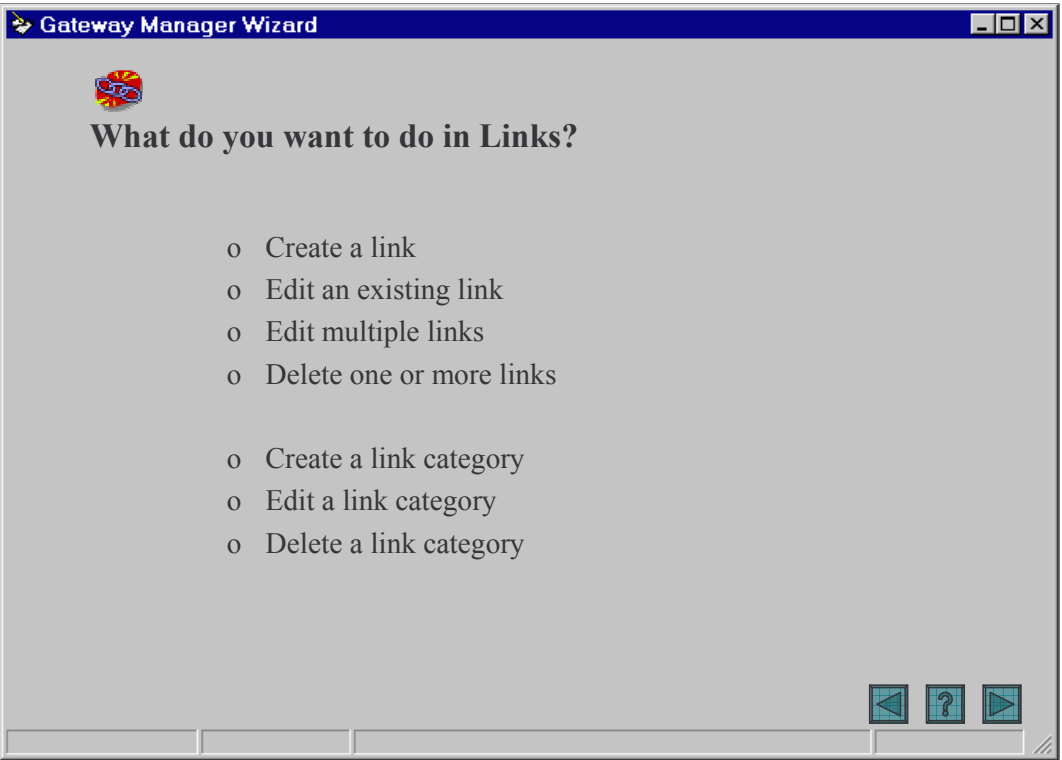 Gateway Manager Wizard
What do you want to do in Links?
o Create a link
o Edit an existing link
o Edit multiple links
o Delete one or more links
o Create a link category
o Edit a link category
o Delete a link category
?